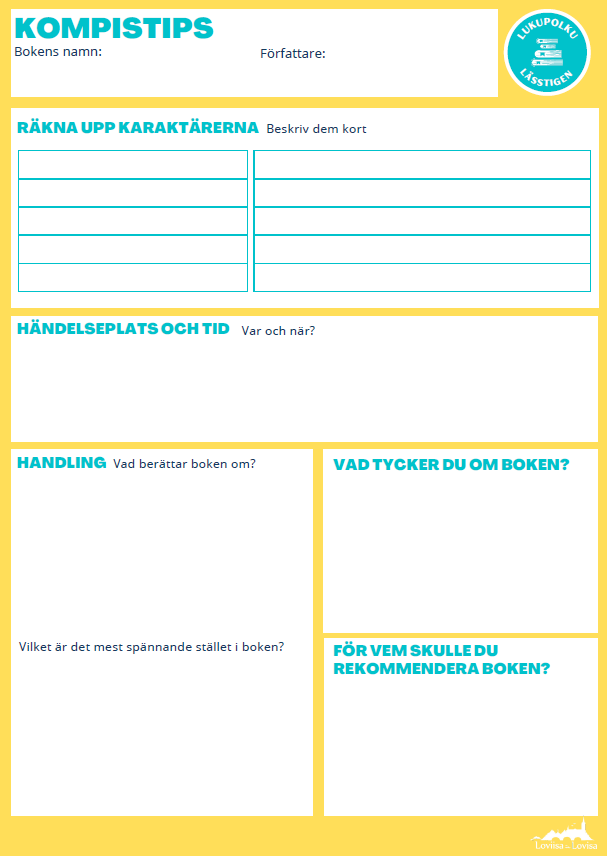 KOMPISTIPS
Bokens namn:
Författare:
LUKUPOLKU
LÄSSTIGEN
RÄKNA UPP KARAKTÄRERNA Beskriv dem kort
HÄNDELSEPLATS OCH TID Var och när?
HANDLING Vad berättar boken om?
Vilket är det mest spännande stället i boken?
VAD TYCKER DU OM BOKEN?
FÖR VEM SKULLE DU
REKOMMENDERA BOKEN?
Loviisa – Lovisa